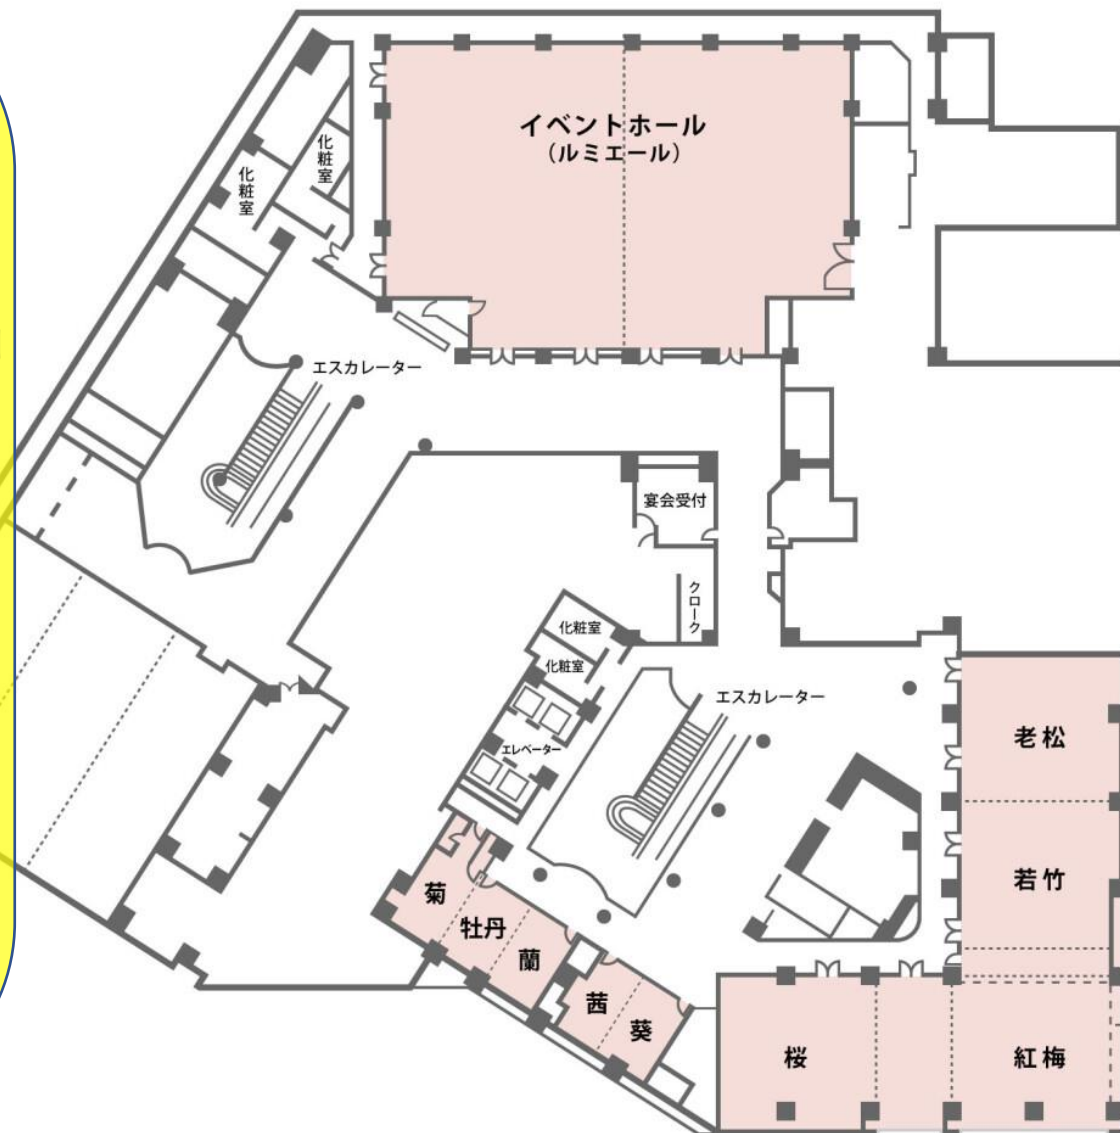 イベントホール
(ルミエール)
化粧室
化粧室
エスカレーター
宴会受付
クローク
化粧室
化粧室
エスカレーター
エレベーター
老松
若竹
菊
牡丹
蘭
茜
葵
桜
紅梅